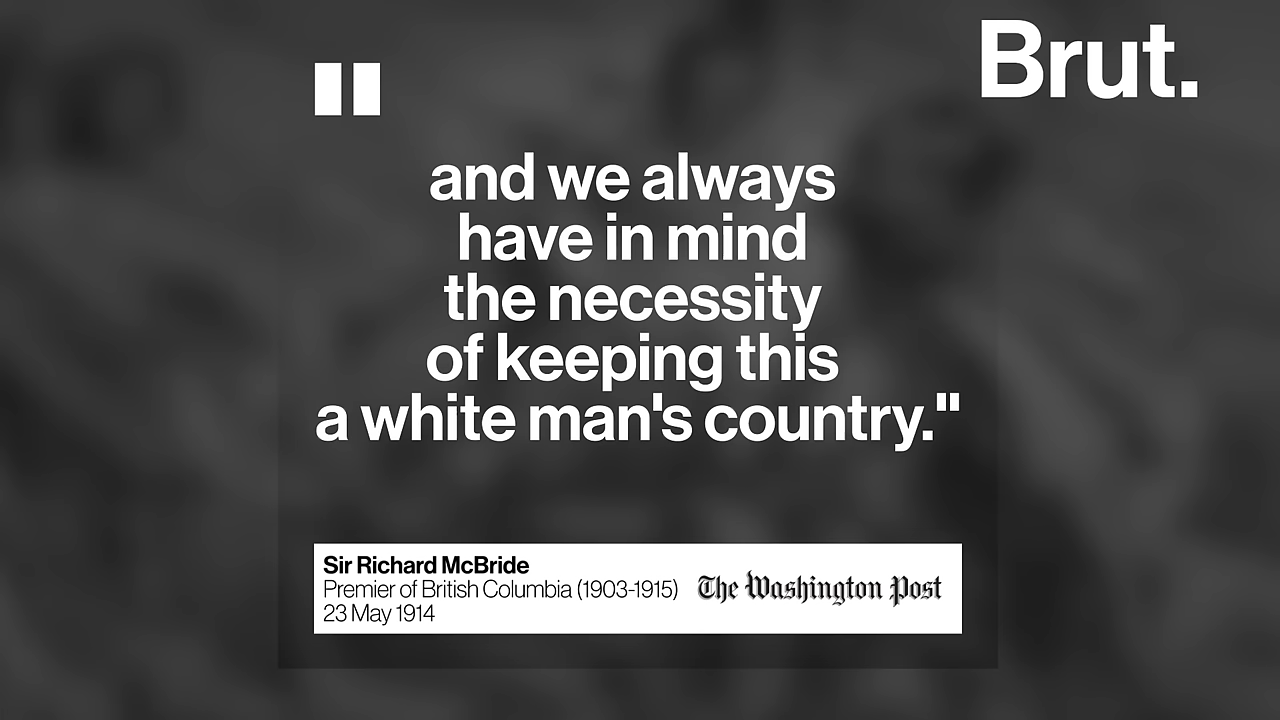 Brut.
"
and we always
have in mind
the necessity
of keeping this
a white man's country."
Sir Richard McBride
Premier of British Columbia (1903-1915)
23 May 1914
The Washington Post